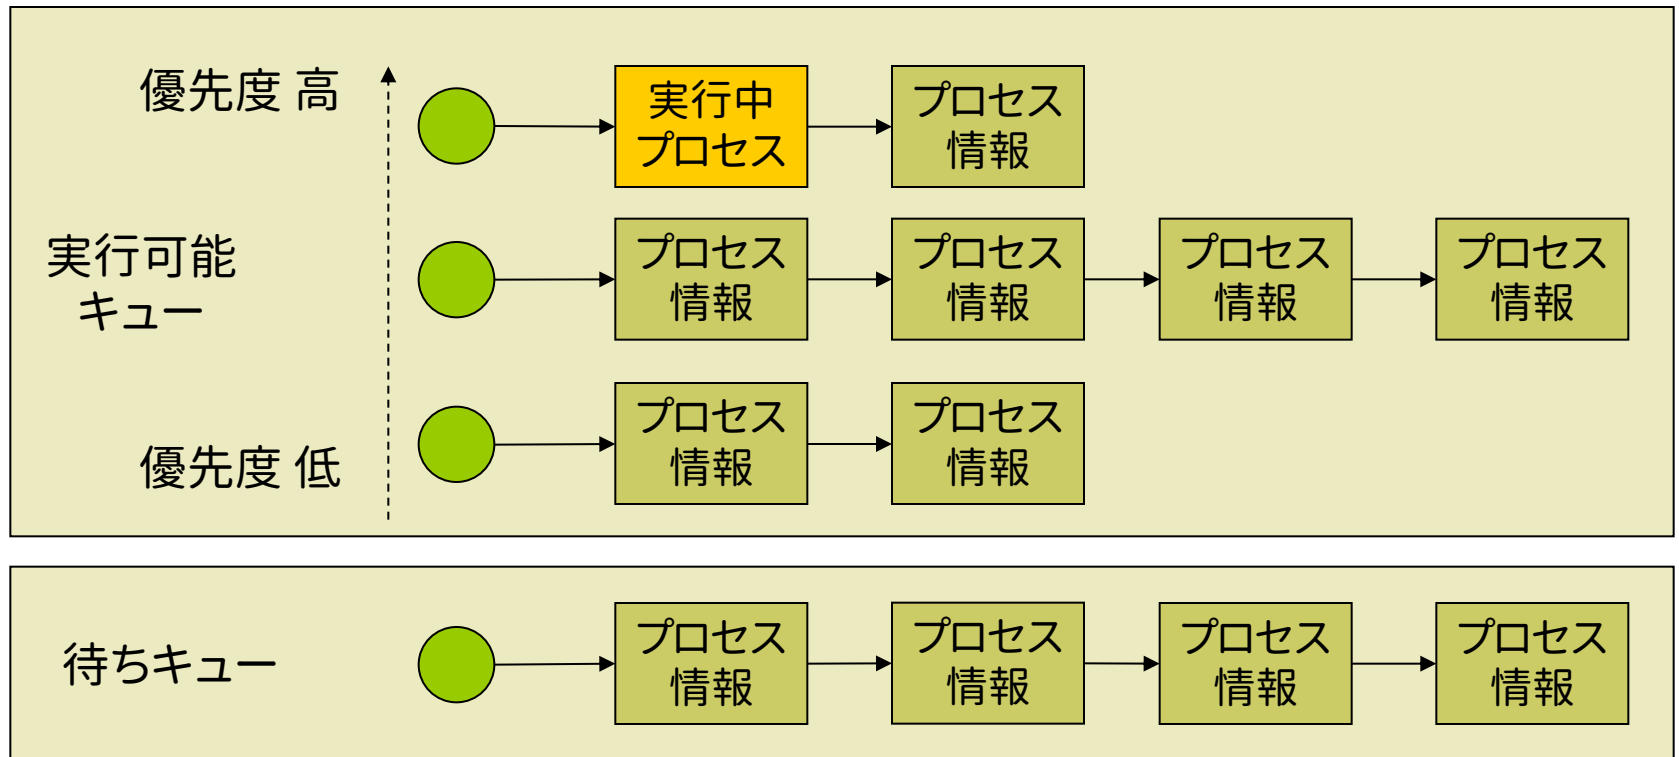 優先度 高
実行中
プロセス
プロセス
情報
実行可能
キュー
プロセス
情報
プロセス
情報
プロセス
情報
プロセス
情報
優先度 低
プロセス
情報
プロセス
情報
待ちキュー
プロセス
情報
プロセス
情報
プロセス
情報
プロセス
情報